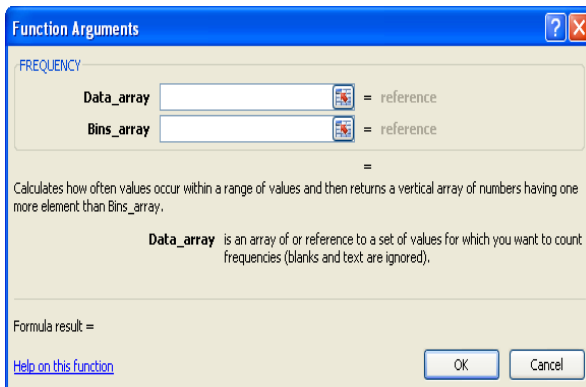 Function Arguments
FREQUENCY
Data_array = reference
Bins_array = reference
=
Calculates how often values occur within a range of values and then returns a vertical array of numbers having one
more element than Bins_array.
Data_array is an array of or reference to a set of values for which you want to count
frequencies (blanks and text are ignored).
Formula result =
Help on this function
OK Cancel